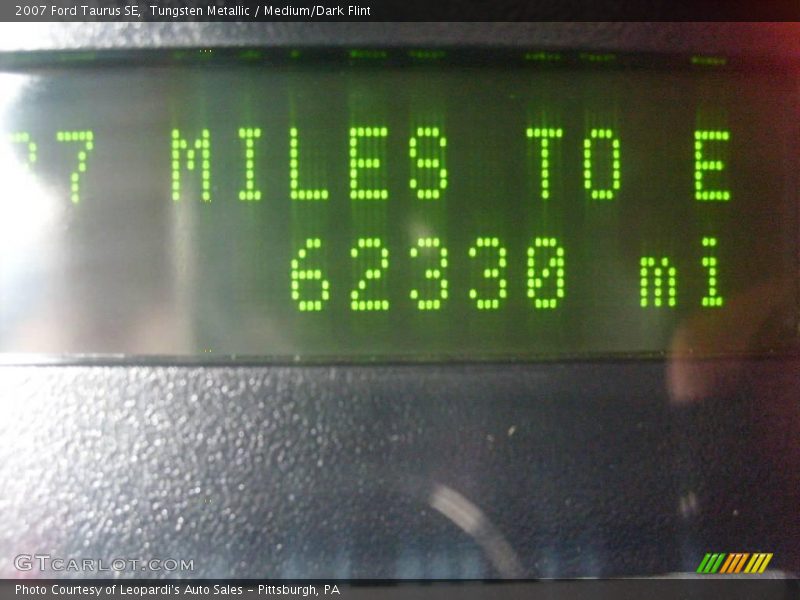 2007 Ford Taurus SE, Tungsten Metallic / Medium/Dark Flint
7 MILES TO E
62330 mi
GTCARLOT.COM
Photo Courtesy of Leopardi's Auto Sales - Pittsburgh, PA